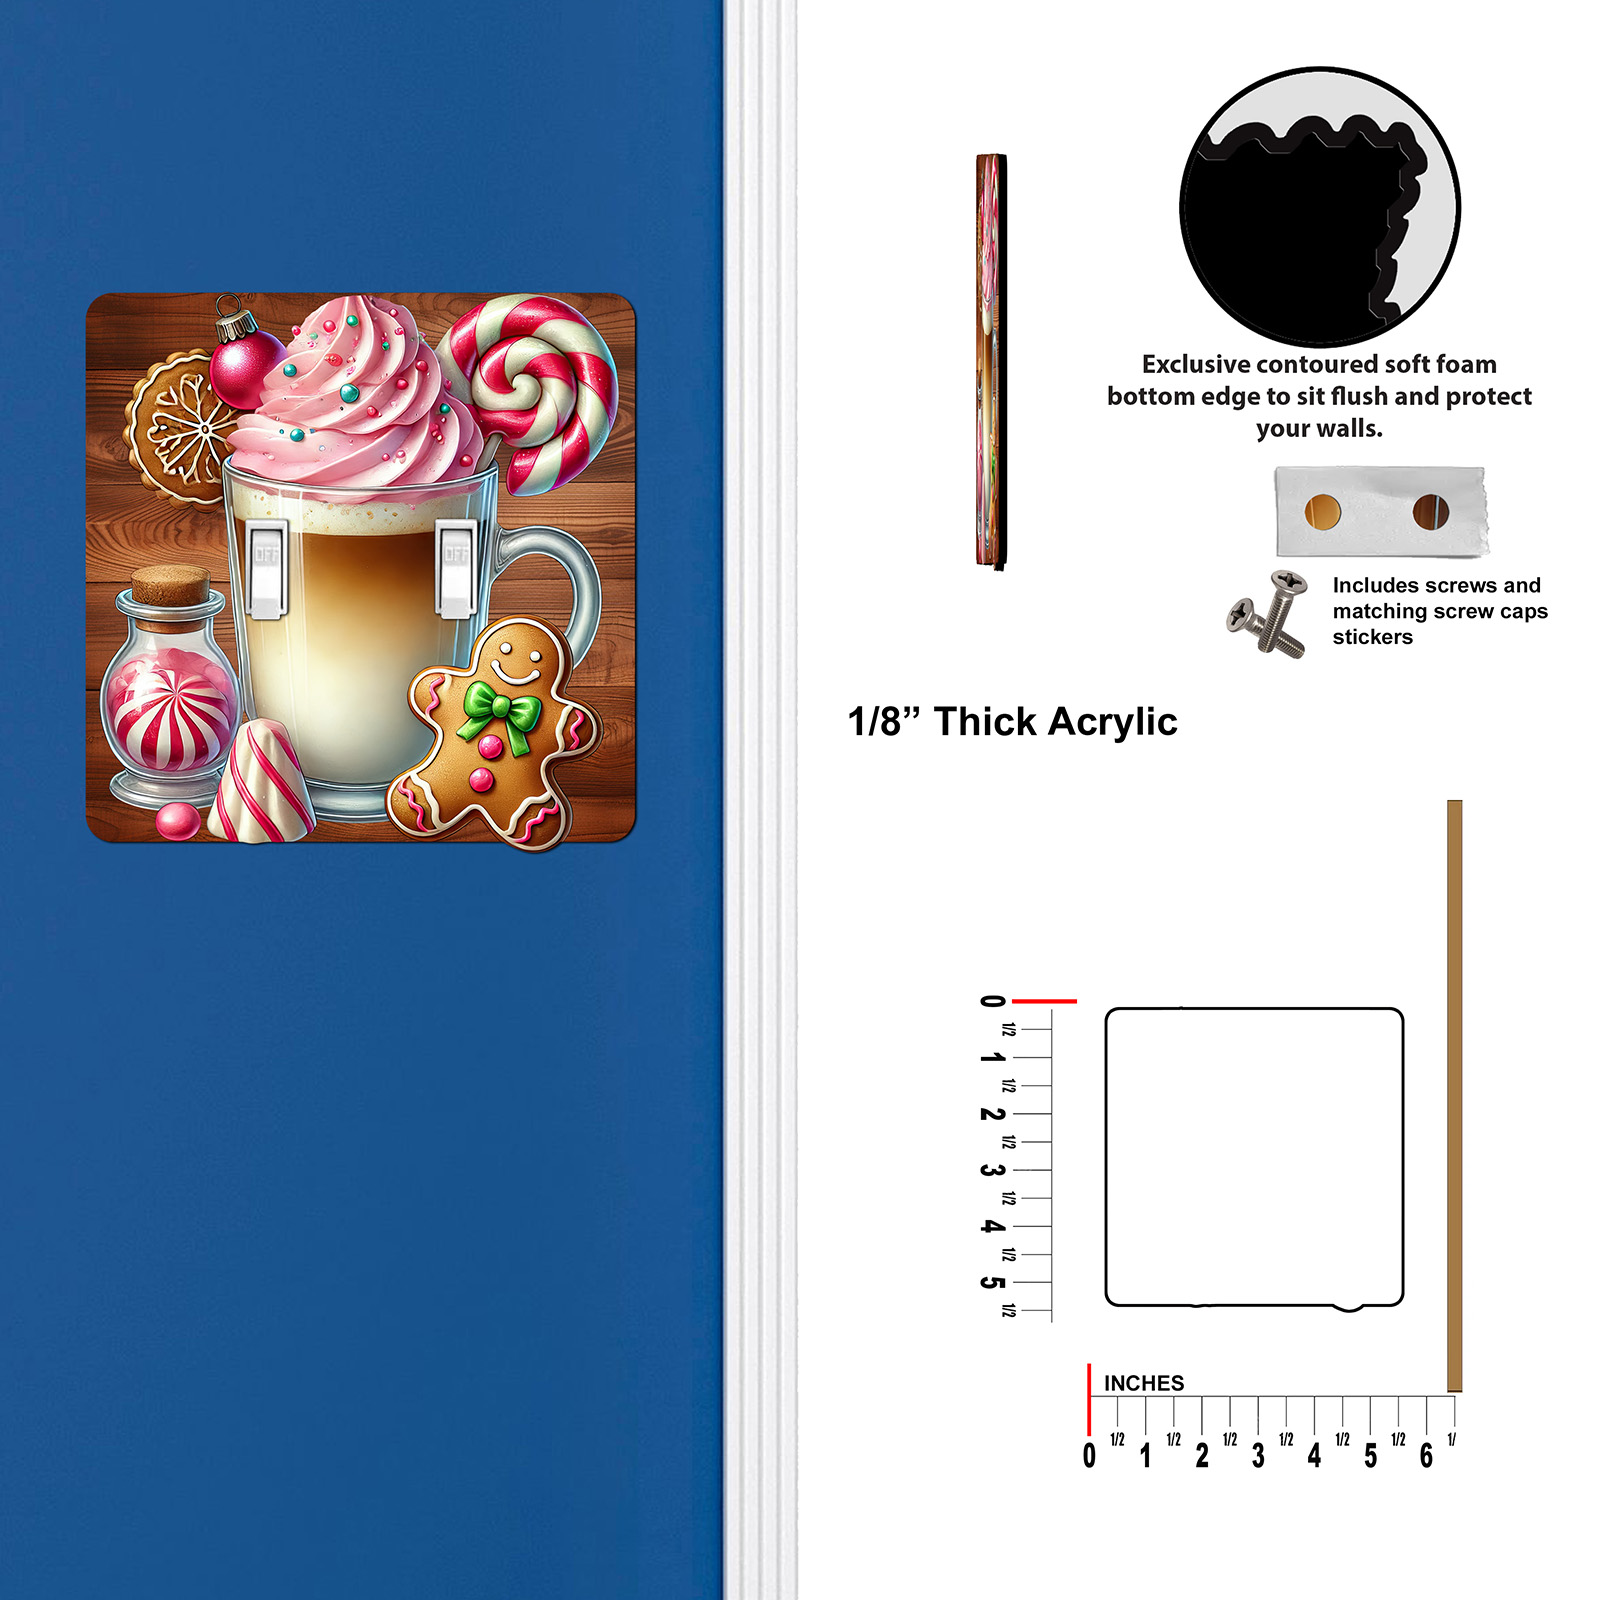 OFF OFF
Exclusive contoured soft foam
bottom edge to sit flush and protect
your walls.
Includes screws and
matching screw caps
stickers
1/8” Thick Acrylic
0
1/2
1
1/2
2
1/2
3
1/2
4
1/2
5
1/2
INCHES
0 1/2 1 1/2 2 1/2 3 1/2 4 1/2 5 1/2 6 1/